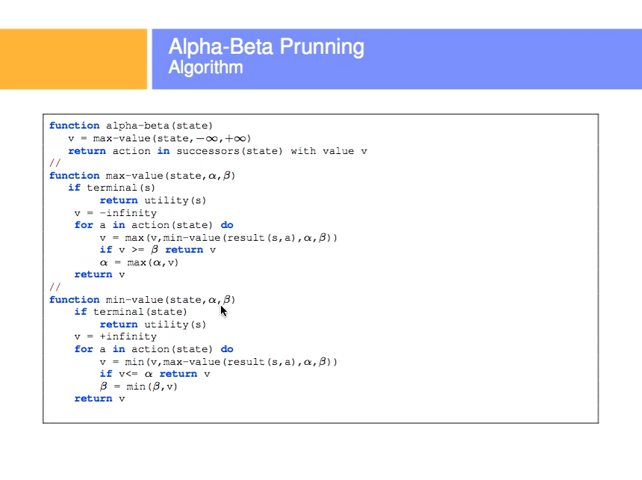 Alpha-Beta Prunning
Algorithm
function alpha-beta(state)
v = max-value(state,−∞,+∞)
return action in successors(state) with value v
//
function max-value(state,α,β)
if terminal(s)
return utility(s)
v = -infinity
for a in action(state) do
v = max(v,min-value(result(s,a),α,β))
if v >= β return v
α = max(α,v)
return v
//
function min-value(state,α,β)
if terminal(state)
return utility(s)
v = +infinity
for a in action(state) do
v = min(v,max-value(result(s,a),α,β))
if v<= α return v
β = min(β,v)
return v